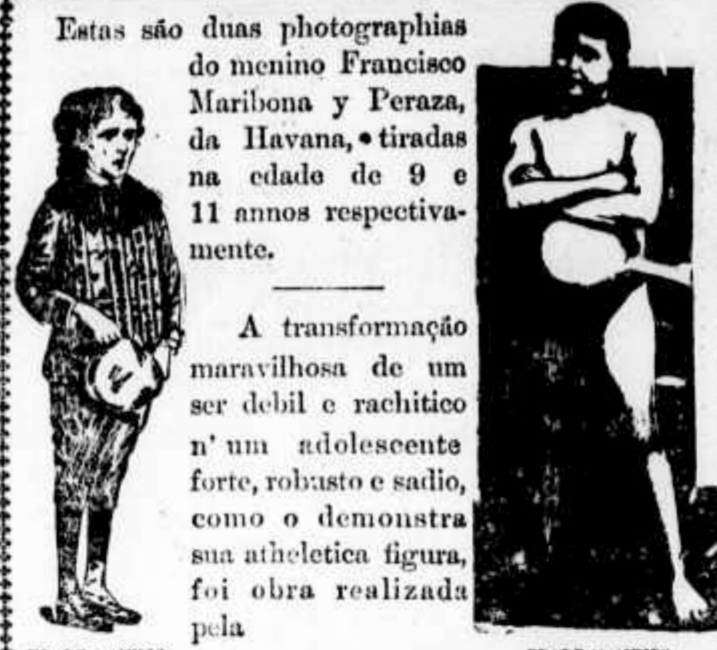 Estas são duas photographias
do menino Francisco
Maribona y Peraza,
da Havana, tiradas
na edade de 9 e
11 annos respectiva-
mente.
A transformação
maravilhosa de um
ser debil e rachitico
n' um adolescente
forte, robusto e sadio,
como o demonstra
sua atheletica figura,
foi obra realizada
pela